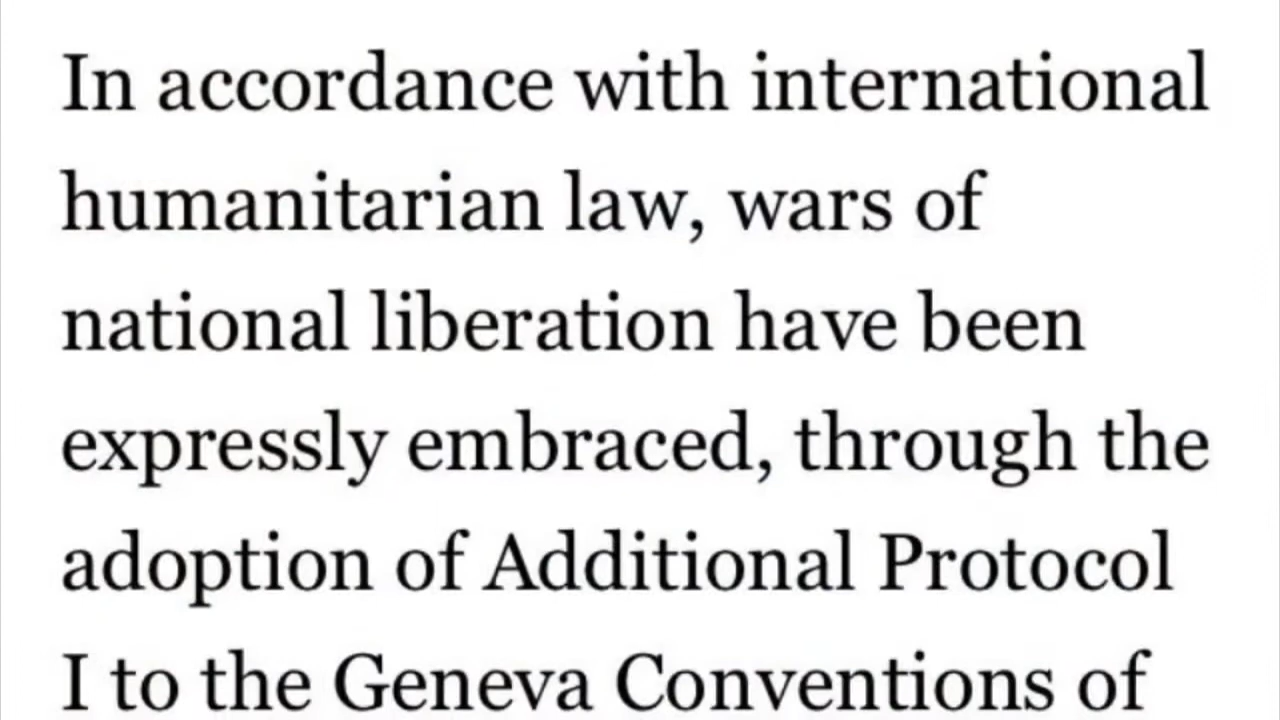 In accordance with international
humanitarian law, wars of
national liberation have been
expressly embraced, through the
adoption of Additional Protocol
I to the Geneva Conventions of